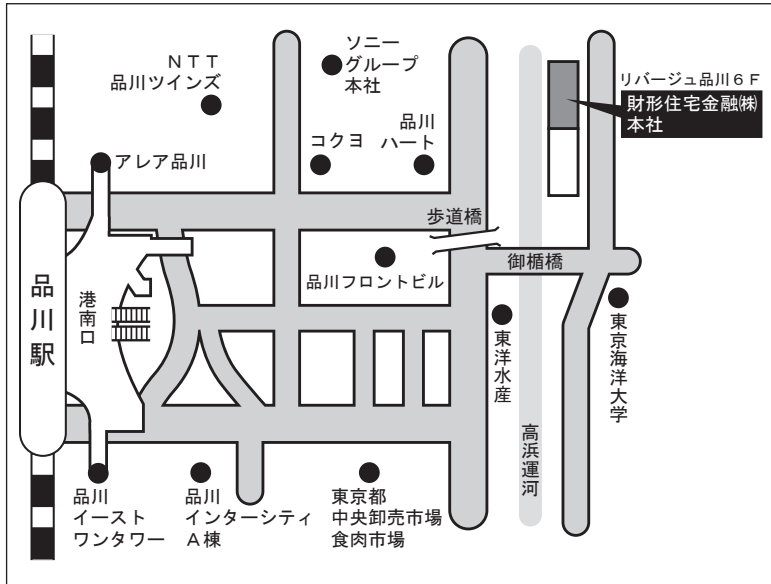 ソニー
グループ
本社
ＮＴＴ
品川ツインズ
リバージュ品川６Ｆ
財形住宅金融㈱
本社
品川
ハート
コクヨ
アレア品川
歩道橋
御楯橋
品川フロントビル
品川駅
港南口
東洋水産
東京海洋大学
高浜運河
品川
イースト
ワンタワー
品川
インターシティ
Ａ棟
東京都
中央卸売市場
食肉市場